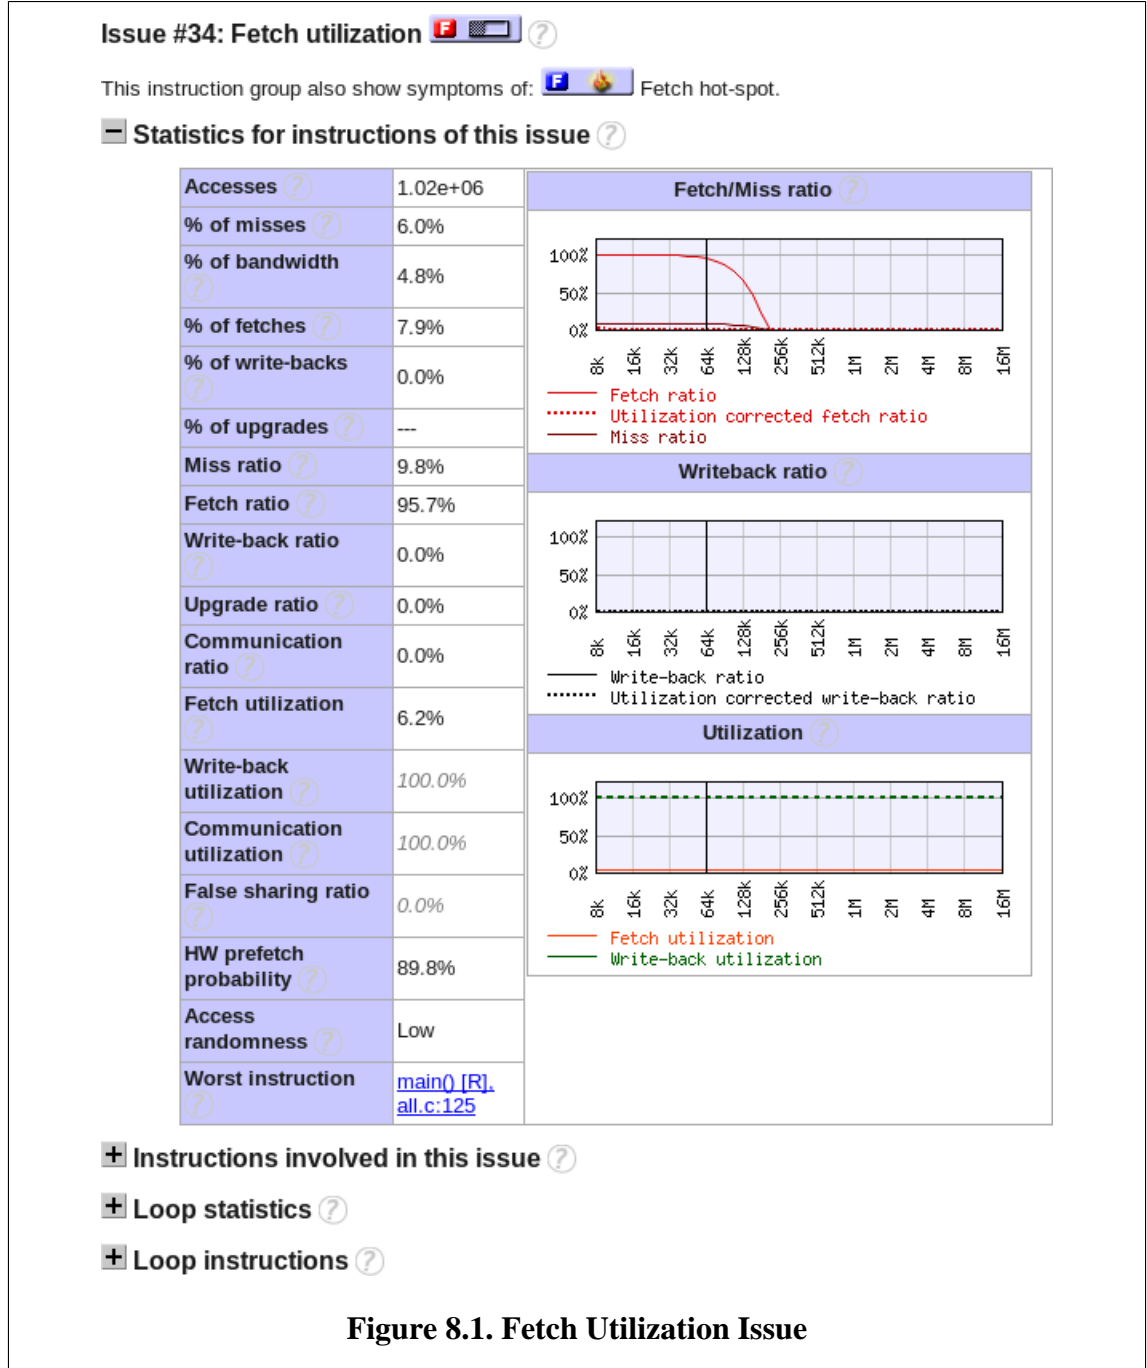 Issue #34: Fetch utilization F ?
This instruction group also show symptoms of: F Fetch hot-spot.
− Statistics for instructions of this issue ?
Accesses ? 1.02e+06
% of misses ? 6.0%
% of bandwidth
? 4.8%
% of fetches ? 7.9%
% of write-backs
? 0.0%
% of upgrades ? ---
Miss ratio ? 9.8%
Fetch ratio ? 95.7%
Write-back ratio
? 0.0%
Upgrade ratio ? 0.0%
Communication
ratio ? 0.0%
Fetch utilization
? 6.2%
Write-back
utilization ? 100.0%
Communication
utilization ? 100.0%
False sharing ratio
? 0.0%
HW prefetch
probability ? 89.8%
Access
randomness ? Low
Worst instruction
? main() [R],
all.c:125
Fetch/Miss ratio ?
100%
50%
0%
8k 16k 32k 64k 128k 256k 512k 1M 2M 4M 8M 16M
Fetch ratio
Utilization corrected fetch ratio
Miss ratio
Writeback ratio ?
100%
50%
0%
8k 16k 32k 64k 128k 256k 512k 1M 2M 4M 8M 16M
Write-back ratio
Utilization corrected write-back ratio
Utilization ?
100%
50%
0%
8k 16k 32k 64k 128k 256k 512k 1M 2M 4M 8M 16M
Fetch utilization
Write-back utilization
+ Instructions involved in this issue ?
+ Loop statistics ?
+ Loop instructions ?
Figure 8.1. Fetch Utilization Issue